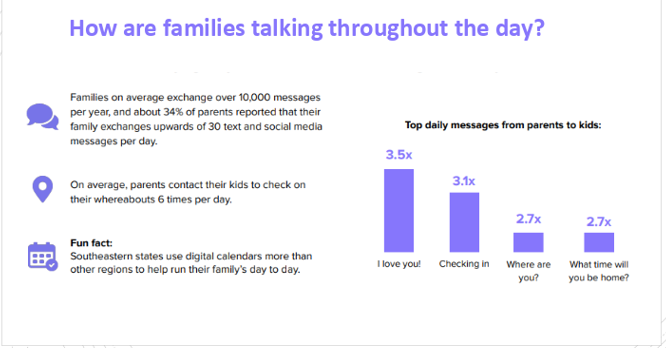 How are families talking throughout the day?
Families on average exchange over 10,000 messages
per year, and about 34% of parents reported that their
family exchanges upwards of 30 text and social media
messages per day.
On average, parents contact their kids to check on
their whereabouts 6 times per day.
Fun fact:
Southeastern states use digital calendars more than
other regions to help run their family's day to day.
Top daily messages from parents to kids:
3.5x
3.1x
2.7x
2.7x
I love you!
Checking in
Where are
you?
What time will
you be home?